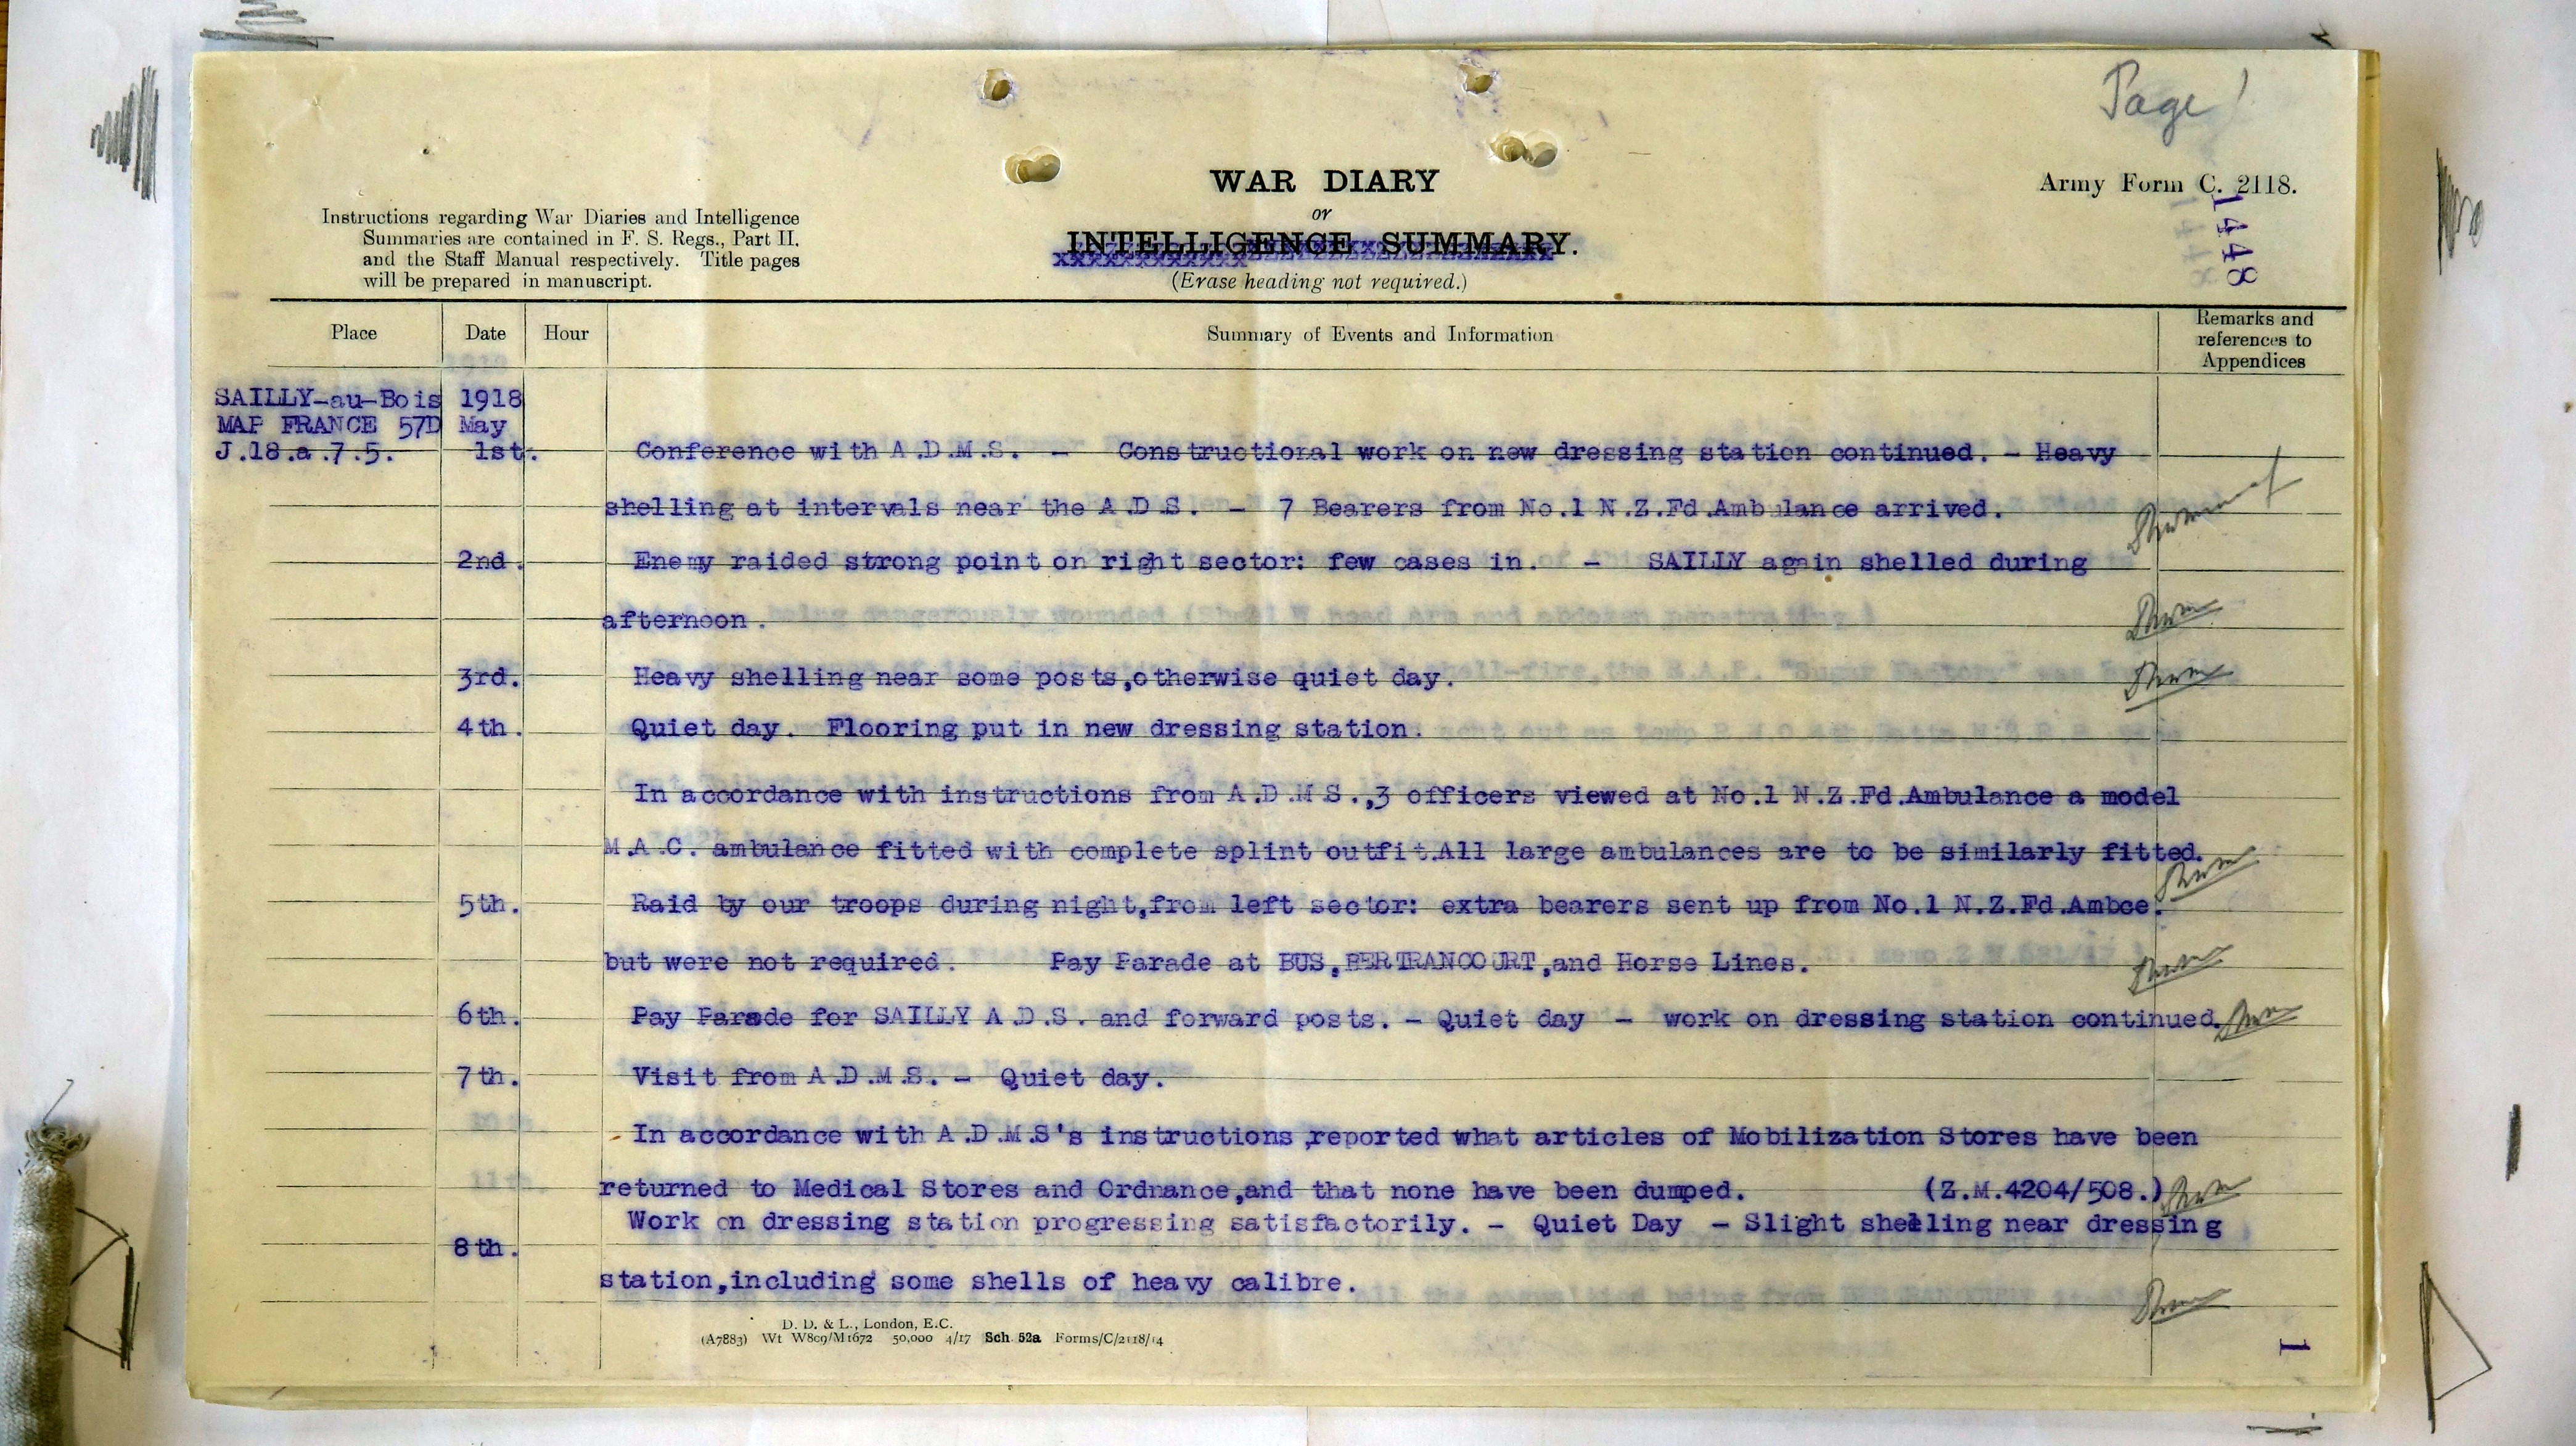 Page 1
Army Form C. 2118.
1448
WAR DIARY
or
INTELLIGENCE SUMMARY.
(Erase heading not required.)
Instructions regarding War Diaries and Intelligence
Summaries are contained in F. S. Regs., Part II.
and the Staff Manual respectively. Title pages
will be prepared in manuscript.
Place Date Hour Summary of Events and Information Remarks and references to Appendices
SAILLY-au-Bois 1918
MAP FRANCE 57D May
J.18.a.7.5. 1st. Conference with A.D.M.S. - Constructional work on new dressing station continued. - Heavy
shelling at intervals near the A.D.S. - 7 Bearers from No.1 N.Z.Fd.Ambulance arrived.
2nd. Enemy raided strong point on right sector: few cases in. - SAILLY again shelled during
afternoon.
3rd. Heavy shelling near some posts,otherwise quiet day.
4th. Quiet day. Flooring put in new dressing station.
In accordance with instructions from A.D.M.S.,3 officers viewed at No.1 N.Z.Fd.Ambulance a model
M.A.C. ambulance fitted with complete splint outfit.All large ambulances are to be similarly fitted.
5th. Raid by our troops during night,from left sector: extra bearers sent up from No.1 N.Z.Fd.Ambce.
but were not required. Pay Parade at BUS,BERTRANCOURT,and Horse Lines.
6th. Pay Parade for SAILLY A.D.S. and forward posts. - Quiet day - work on dressing station continued.
7th. Visit from A.D.M.S. - Quiet day.
In accordance with A.D.M.S's instructions,reported what articles of Mobilization Stores have been
returned to Medical Stores and Ordnance,and that none have been dumped. (Z.M.4204/508.)
Work on dressing station progressing satisfactorily. - Quiet Day - Slight shelling near dressing
8th.
station,including some shells of heavy calibre.
D. D. & L., London, E.C.
(A7883) Wt W809/M1672 50,000 4/17 Sch. 52a Forms/C/2118/14
1